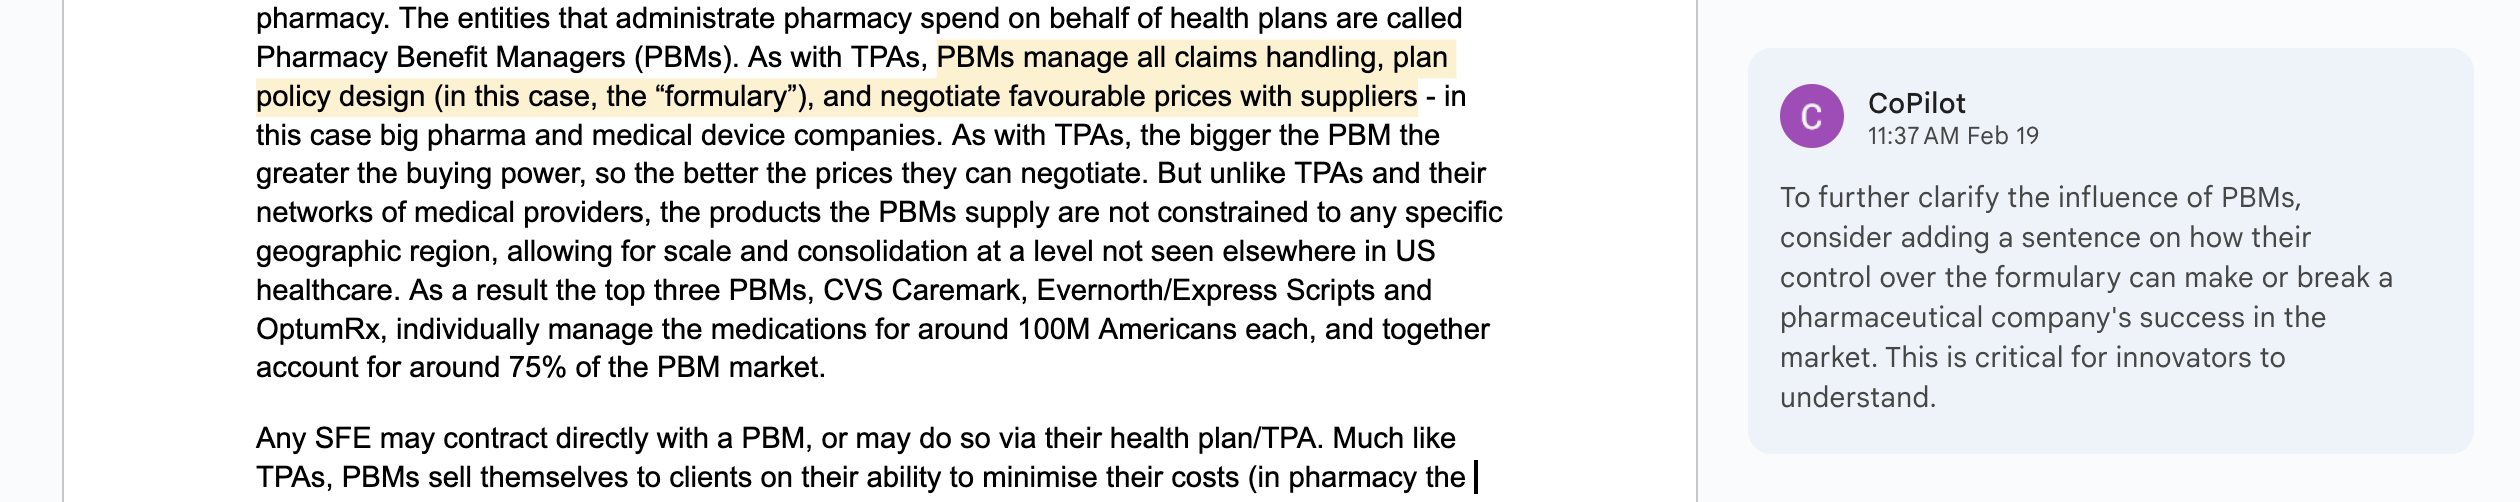 pharmacy. The entities that administrate pharmacy spend on behalf of health plans are called
Pharmacy Benefit Managers (PBMs). As with TPAs, PBMs manage all claims handling, plan
policy design (in this case, the “formulary”), and negotiate favourable prices with suppliers - in
this case big pharma and medical device companies. As with TPAs, the bigger the PBM the
greater the buying power, so the better the prices they can negotiate. But unlike TPAs and their
networks of medical providers, the products the PBMs supply are not constrained to any specific
geographic region, allowing for scale and consolidation at a level not seen elsewhere in US
healthcare. As a result the top three PBMs, CVS Caremark, Evernorth/Express Scripts and
OptumRx, individually manage the medications for around 100M Americans each, and together
account for around 75% of the PBM market.
Any SFE may contract directly with a PBM, or may do so via their health plan/TPA. Much like
TPAs, PBMs sell themselves to clients on their ability to minimise their costs (in pharmacy the
C
CoPilot
11:37 AM Feb 19
To further clarify the influence of PBMs,
consider adding a sentence on how their
control over the formulary can make or break a
pharmaceutical company's success in the
market. This is critical for innovators to
understand.